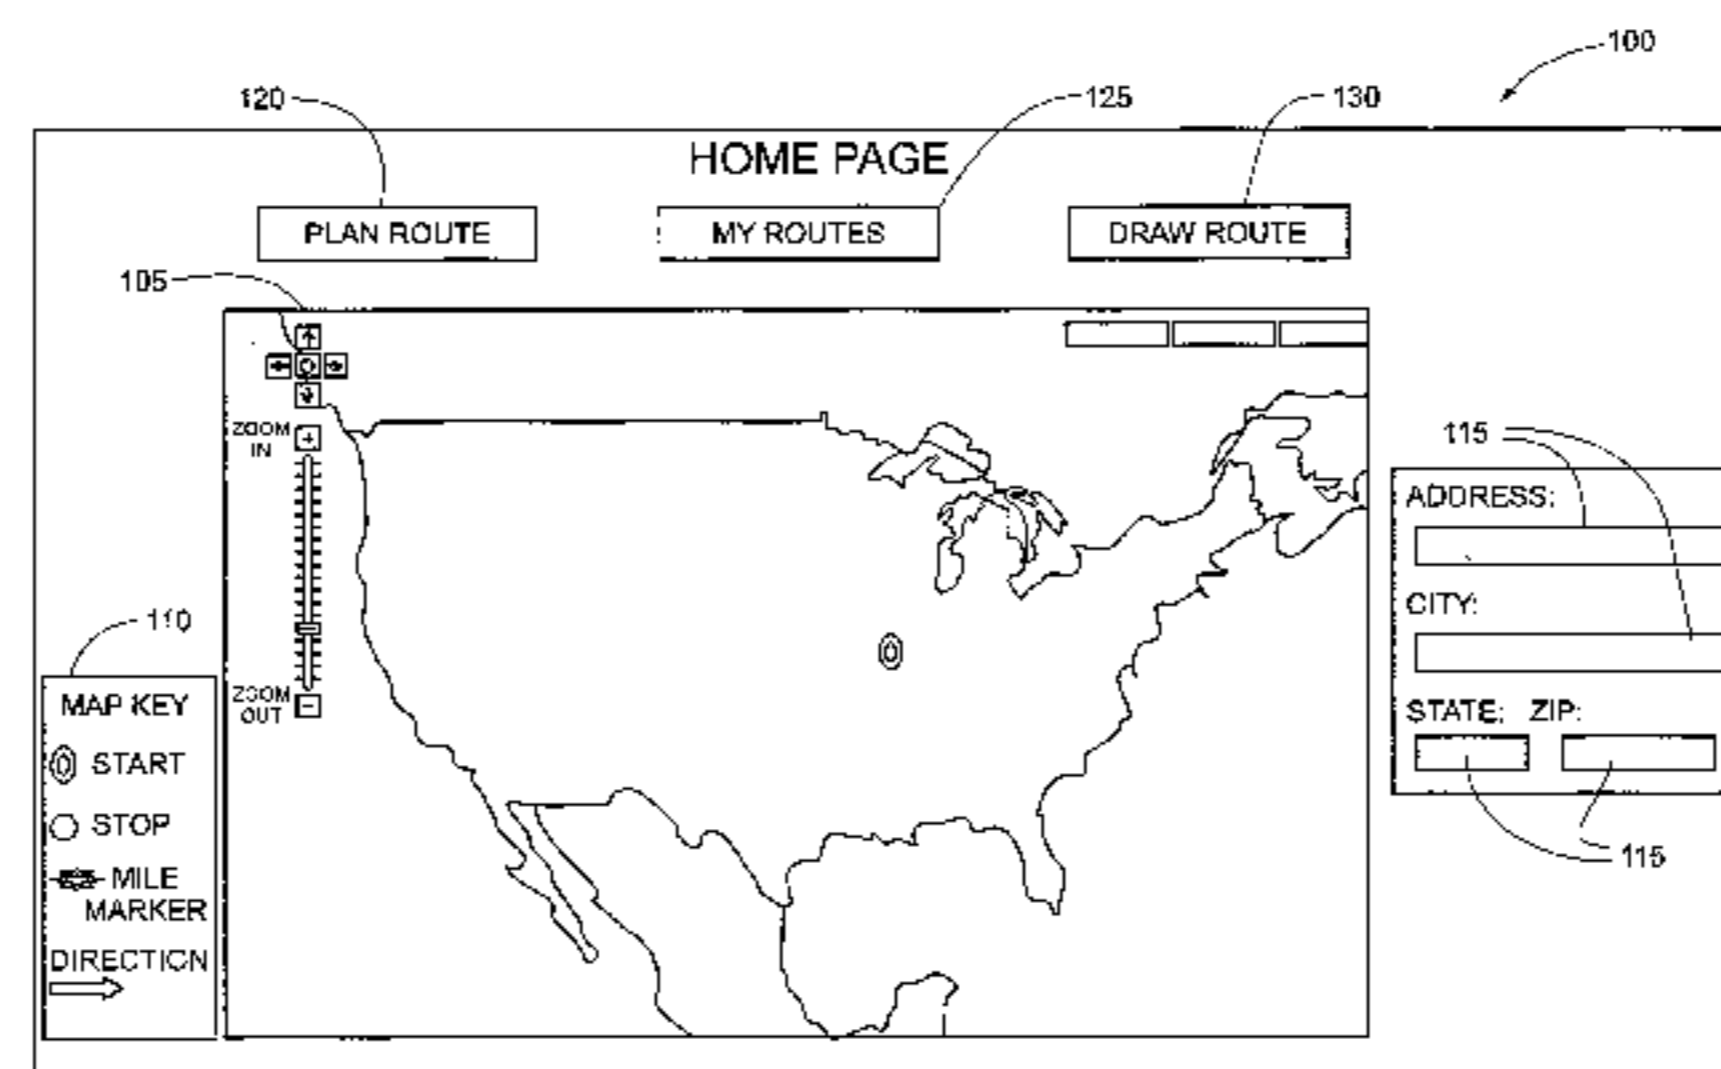 100
120
125
130
HOME PAGE
PLAN ROUTE
MY ROUTES
DRAW ROUTE
105
ZOOM
IN
115
ADDRESS:
CITY:
110
ZOOM
OUT
MAP KEY
STATE: ZIP:
START
STOP
115
MILE
MARKER
DIRECTION